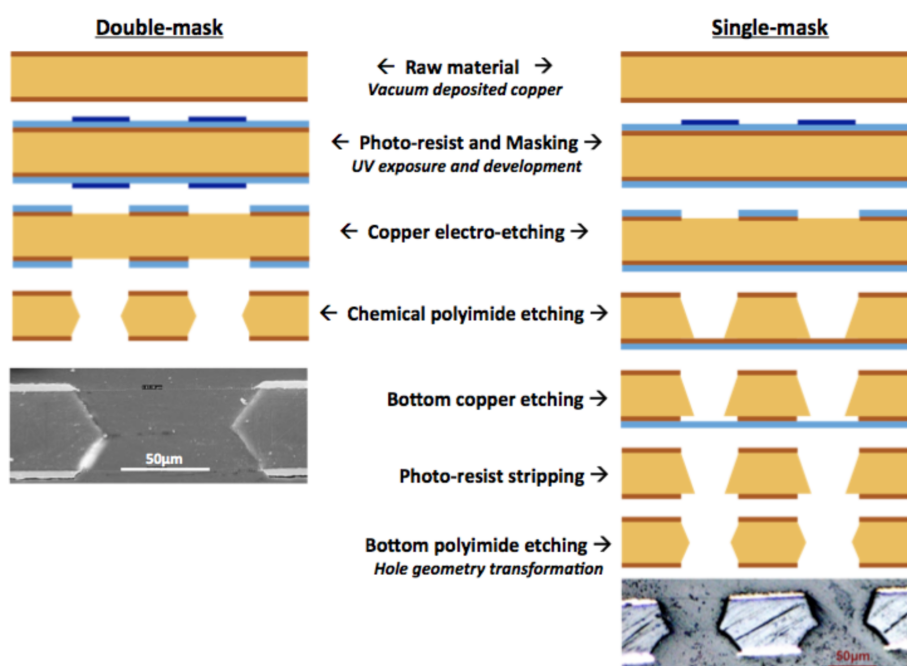 Double-mask
Single-mask
← Raw material →
Vacuum deposited copper
← Photo-resist and Masking →
UV exposure and development
← Copper electro-etching →
← Chemical polyimide etching →
Bottom copper etching →
50μm
Photo-resist stripping →
Bottom polyimide etching →
Hole geometry transformation
50μm